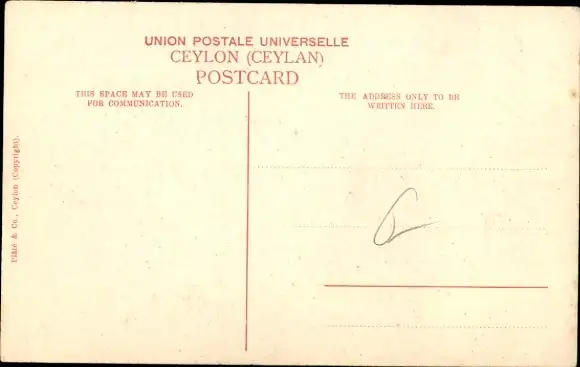 UNION POSTALE UNIVERSELLE
CEYLON (CEYLAN)
POSTCARD
THIS SPACE MAY BE USED
FOR COMMUNICATION.
THE ADDRESS ONLY TO BE
WRITTEN HERE.
Plâté & Co., Ceylon (Copyright).
6